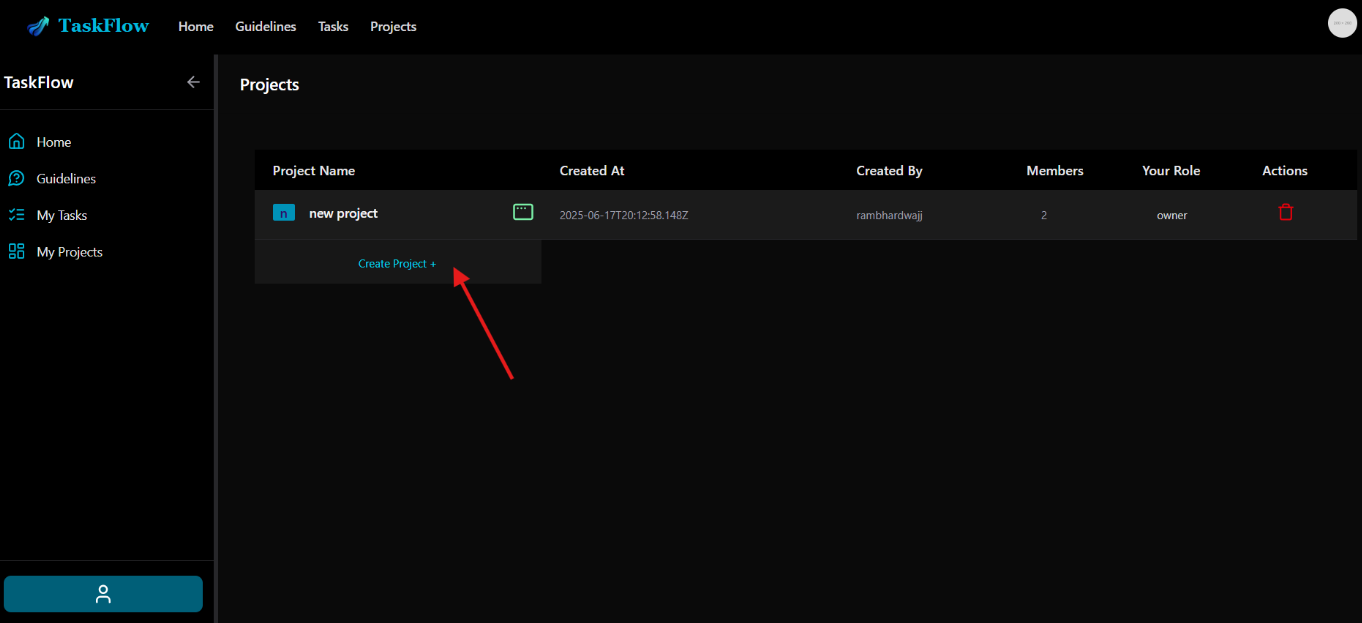 TaskFlow Home Guidelines Tasks Projects
TaskFlow
Home
Guidelines
My Tasks
My Projects
Projects
Project Name Created At Created By Members Your Role Actions
n new project 2025-06-17T20:12:58.148Z rambhardwajj 2 owner
Create Project +